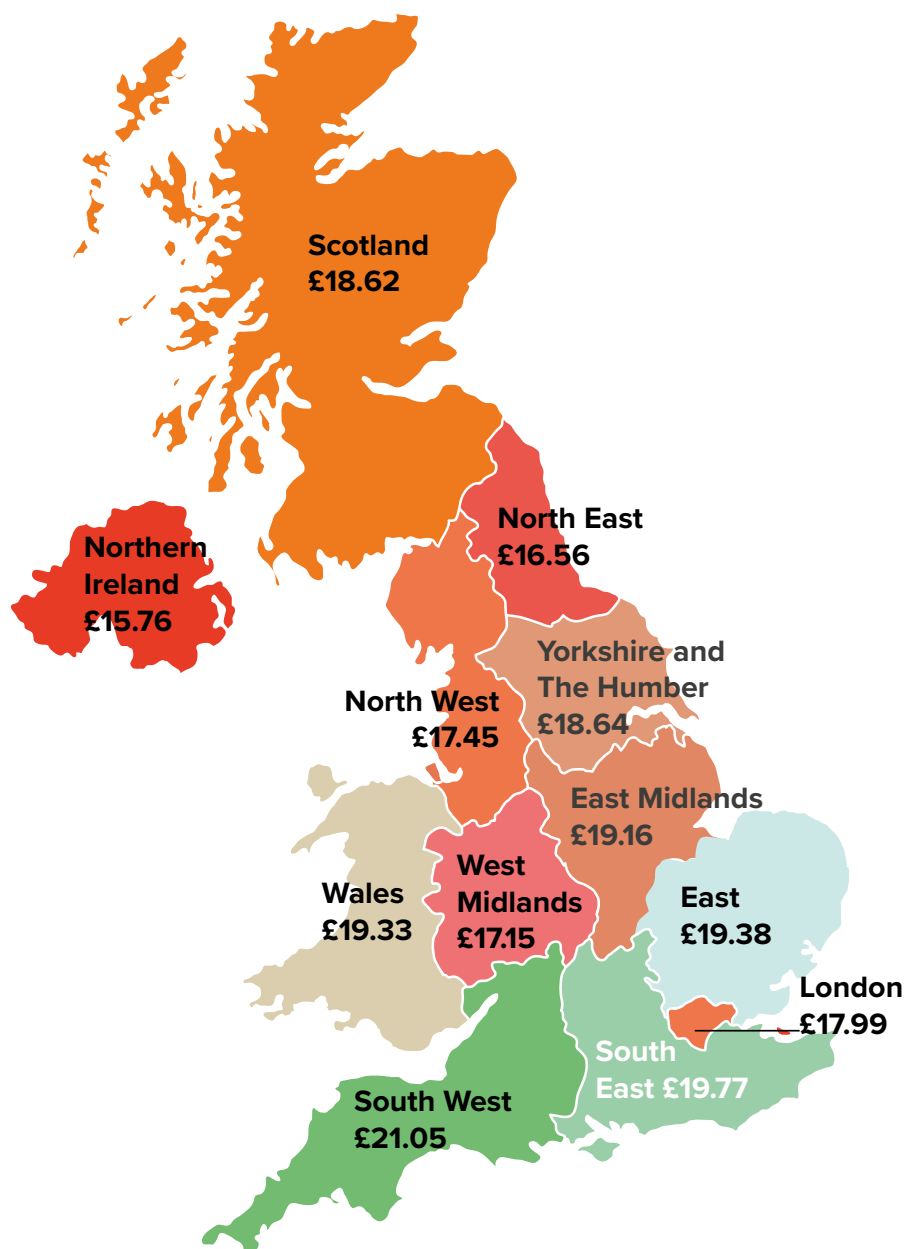 Scotland
£18.62
North East
£16.56
Northern
Ireland
£15.76
Yorkshire and
The Humber
£18.64
North West
£17.45
East Midlands
£19.16
West
Midlands
£17.15
Wales
£19.33
East
£19.38
London
£17.99
South
East £19.77
South West
£21.05